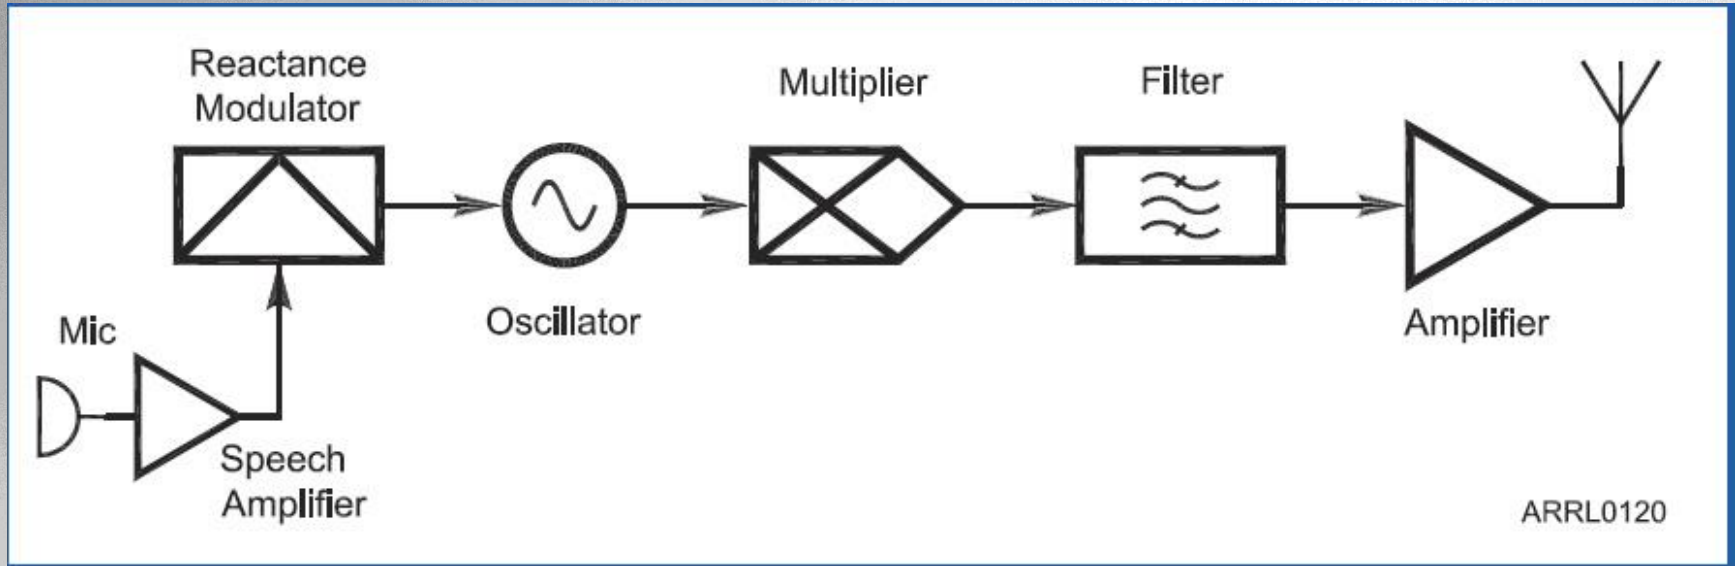 Reactance
Modulator
Multiplier
Filter
Mic
Oscillator
Amplifier
Speech
Amplifier
ARRL0120